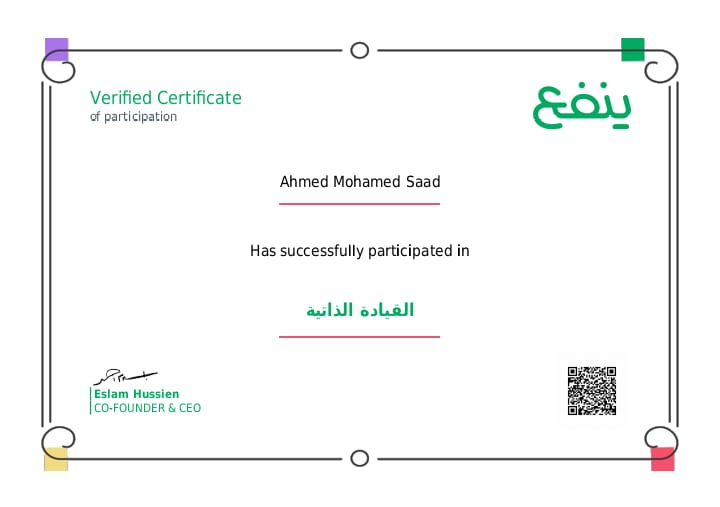 Verified Certificate
of participation
ينفع
Ahmed Mohamed Saad
Has successfully participated in
القيادة الذاتية
Eslam Hussien
CO-FOUNDER & CEO